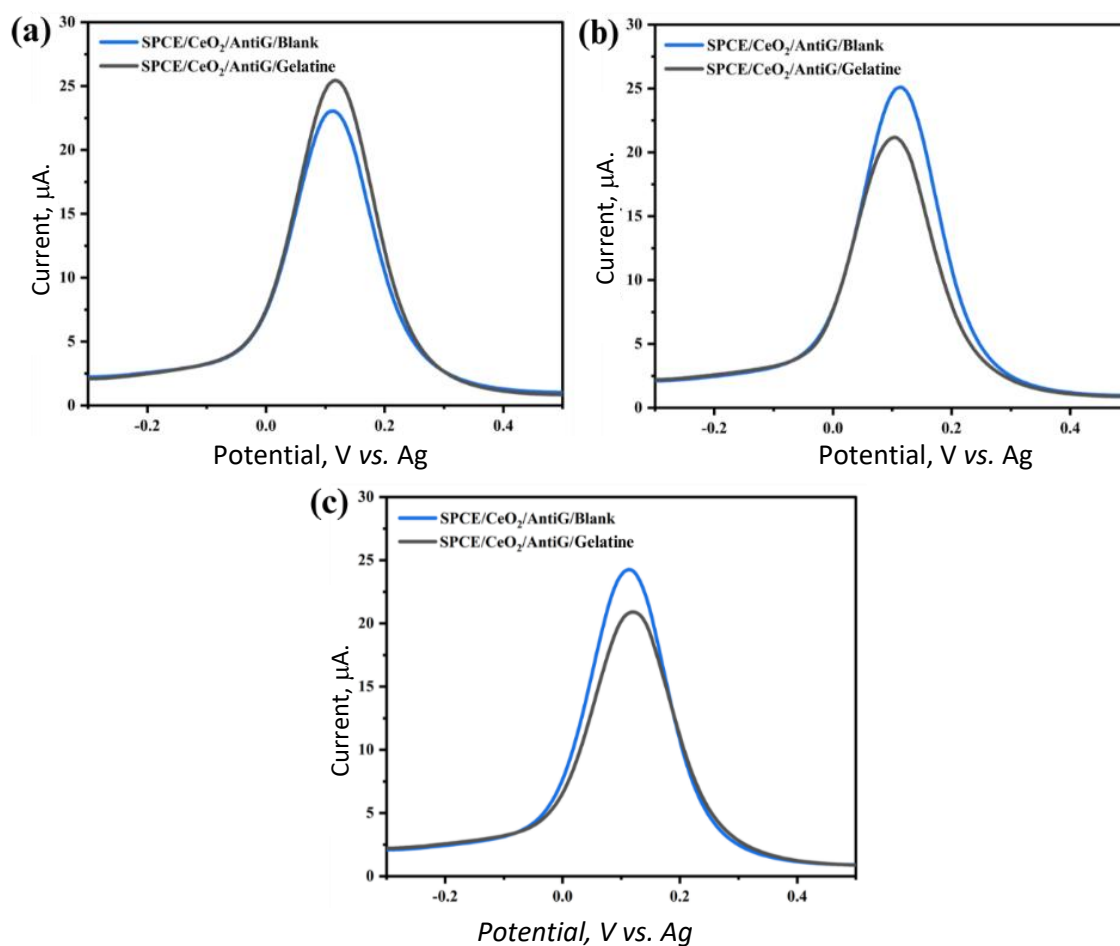 (a)
30
SPCE/CeO₂/AntiG/Blank
SPCE/CeO₂/AntiG/Gelatine
25
20
15
10
5
0
Current, µA.
-0.2 0.0 0.2 0.4
Potential, V vs. Ag
(b)
30
SPCE/CeO₂/AntiG/Blank
SPCE/CeO₂/AntiG/Gelatine
25
20
15
10
5
0
Current, µA.
-0.2 0.0 0.2 0.4
Potential, V vs. Ag
(c)
30
SPCE/CeO₂/AntiG/Blank
SPCE/CeO₂/AntiG/Gelatine
25
20
15
10
5
0
Current, µA.
-0.2 0.0 0.2 0.4
Potential, V vs. Ag